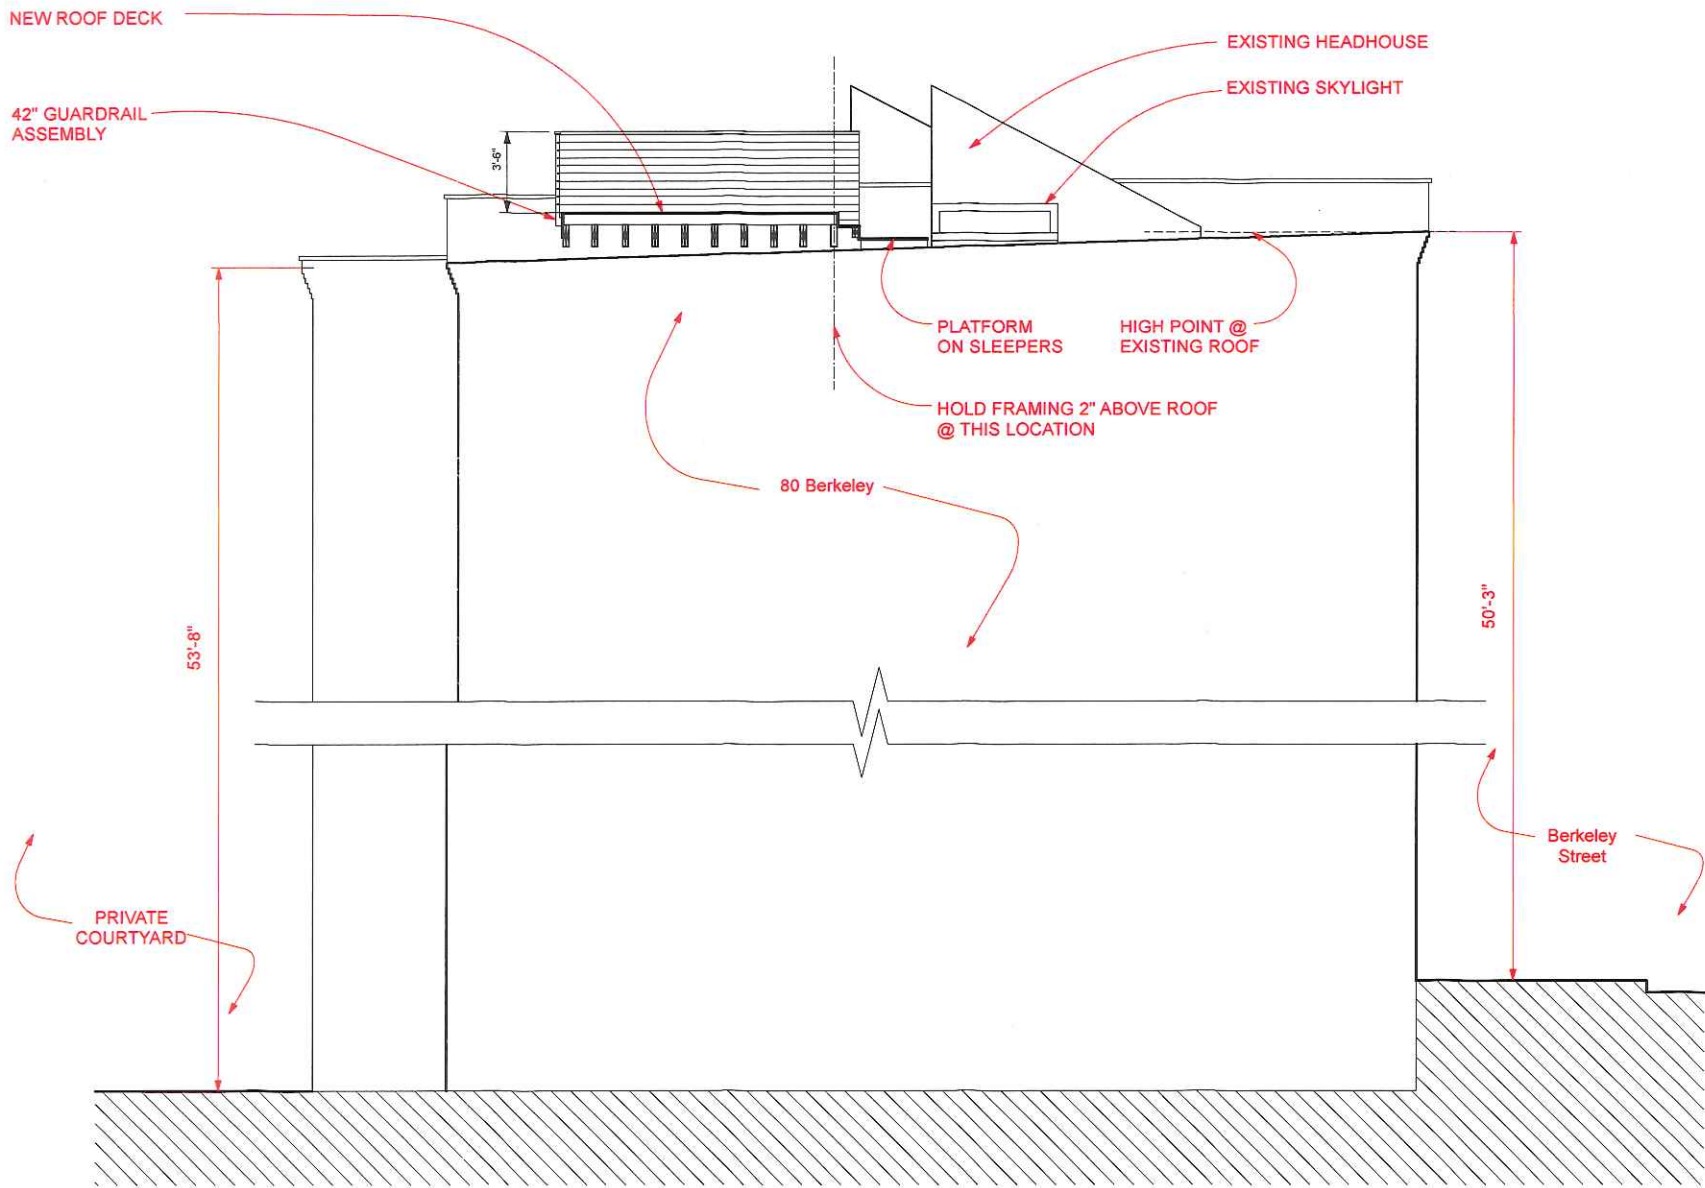 NEW ROOF DECK
EXISTING HEADHOUSE
EXISTING SKYLIGHT
42" GUARDRAIL
ASSEMBLY
3'-6"
PLATFORM
ON SLEEPERS
HIGH POINT @
EXISTING ROOF
HOLD FRAMING 2" ABOVE ROOF
@ THIS LOCATION
80 Berkeley
53'-8"
50'-3"
Berkeley
Street
PRIVATE
COURTYARD